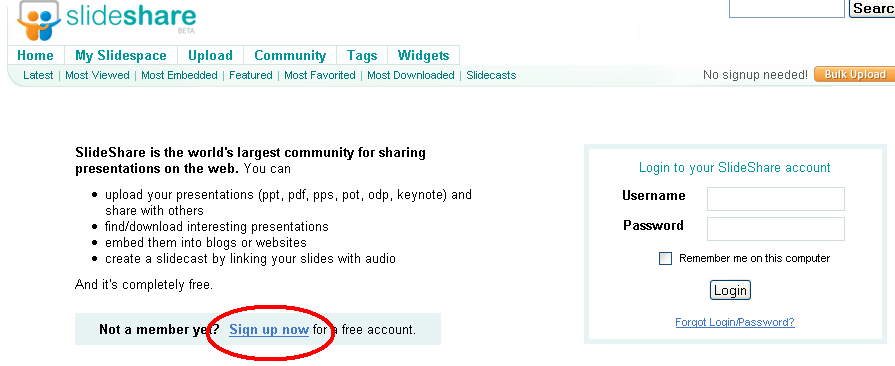 slideshare
BETA
Search
Home My Slidespace Upload Community Tags Widgets
Latest | Most Viewed | Most Embedded | Featured | Most Favorited | Most Downloaded | Slidecasts
No signup needed! Bulk Upload
SlideShare is the world's largest community for sharing
presentations on the web. You can
• upload your presentations (ppt, pdf, pps, pot, odp, keynote) and
share with others
• find/download interesting presentations
• embed them into blogs or websites
• create a slidecast by linking your slides with audio
And it's completely free.
Not a member yet? Sign up now for a free account.
Login to your SlideShare account
Username
Password
Remember me on this computer
Login
Forgot Login/Password?